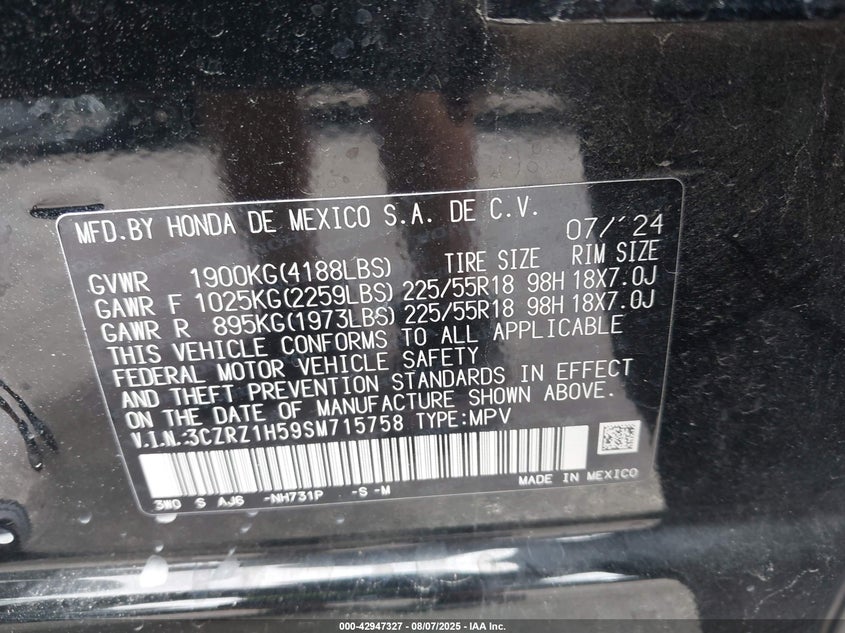 MFD.BY HONDA DE MEXICO S.A. DE C.V. 07/'24
TIRE SIZE RIM SIZE
GVWR 1900KG(4188LBS)
GAWR F 1025KG(2259LBS) 225/55R18 98H 18X7.0J
GAWR R 895KG(1973LBS) 225/55R18 98H 18X7.0J
THIS VEHICLE CONFORMS TO ALL APPLICABLE
FEDERAL MOTOR VEHICLE SAFETY
AND THEFT PREVENTION STANDARDS IN EFFECT
ON THE DATE OF MANUFACTURE SHOWN ABOVE.
V.I.N.:3CZRZ1H59SM715758 TYPE:MPV
3W0 S AJ6 -NH731P -S -M MADE IN MEXICO
000-42947327 - 08/07/2025 - IAA Inc.